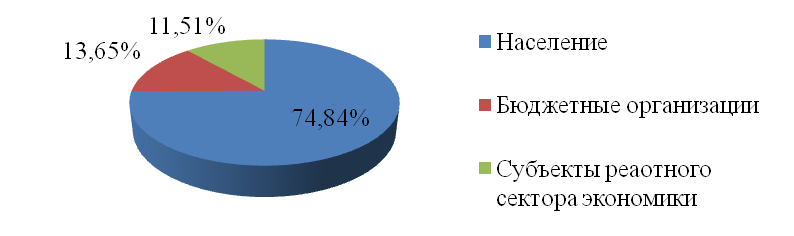 11,51%
13,65%
74,84%
Население
Бюджетные организации
Субъекты реаотного
сектора экономики